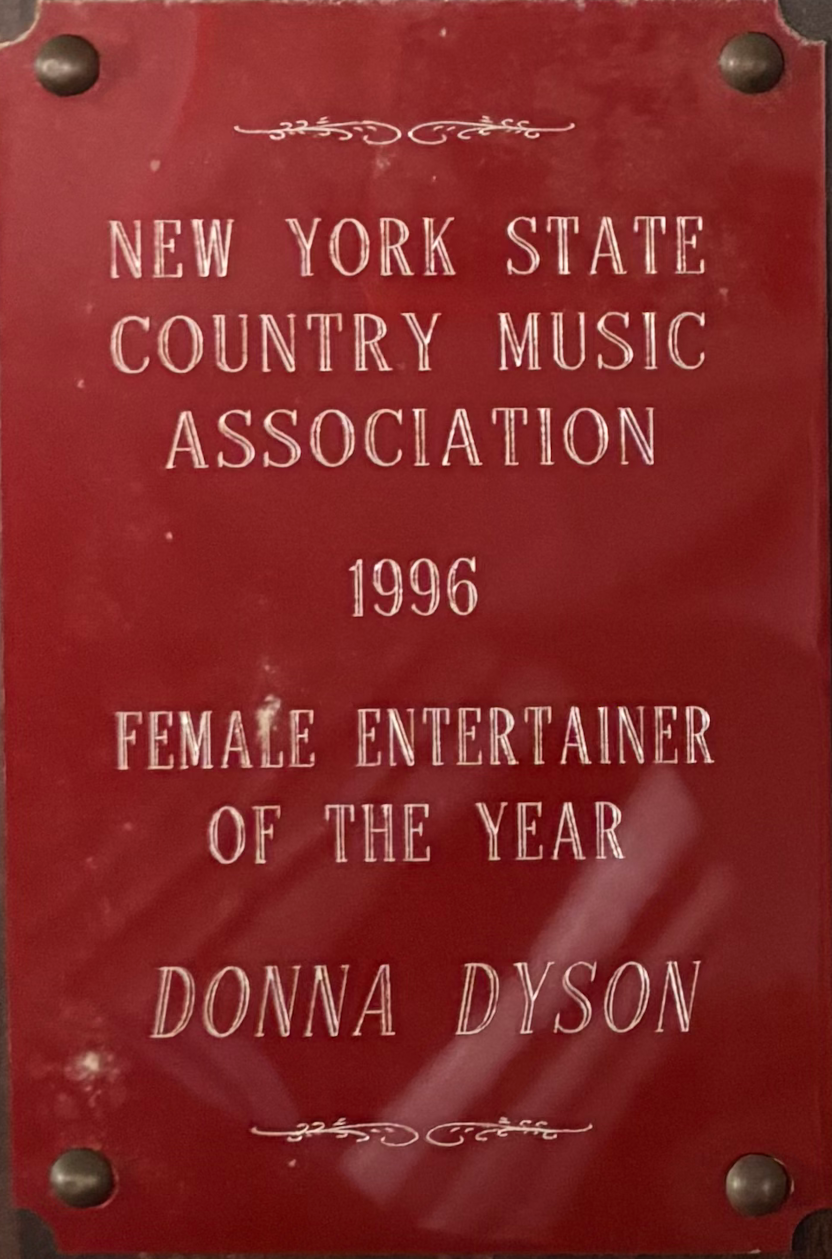 NEW YORK STATE
COUNTRY MUSIC
ASSOCIATION
1996
FEMALE ENTERTAINER
OF THE YEAR
DONNA DYSON